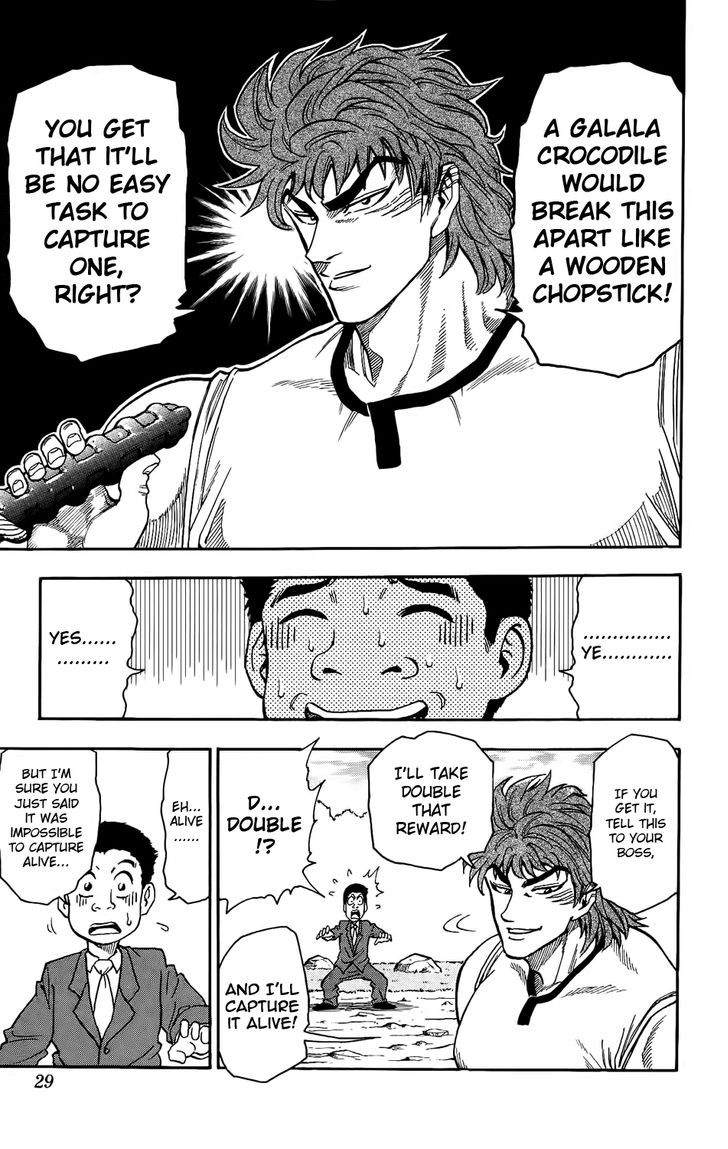 A GALALA
CROCODILE
WOULD
BREAK THIS
APART LIKE
A WOODEN
CHOPSTICK!
YOU GET
THAT IT'LL
BE NO EASY
TASK TO
CAPTURE
ONE,
RIGHT?
................
YE......
YES......
.........
IF YOU
GET IT,
TELL THIS
TO YOUR
BOSS,
I'LL TAKE
DOUBLE
THAT
REWARD!
D...
DOUBLE
!?
AND I'LL
CAPTURE
IT ALIVE!
EH...
ALIVE
......
BUT I'M
SURE YOU
JUST SAID
IT WAS
IMPOSSIBLE
TO CAPTURE
ALIVE...
29